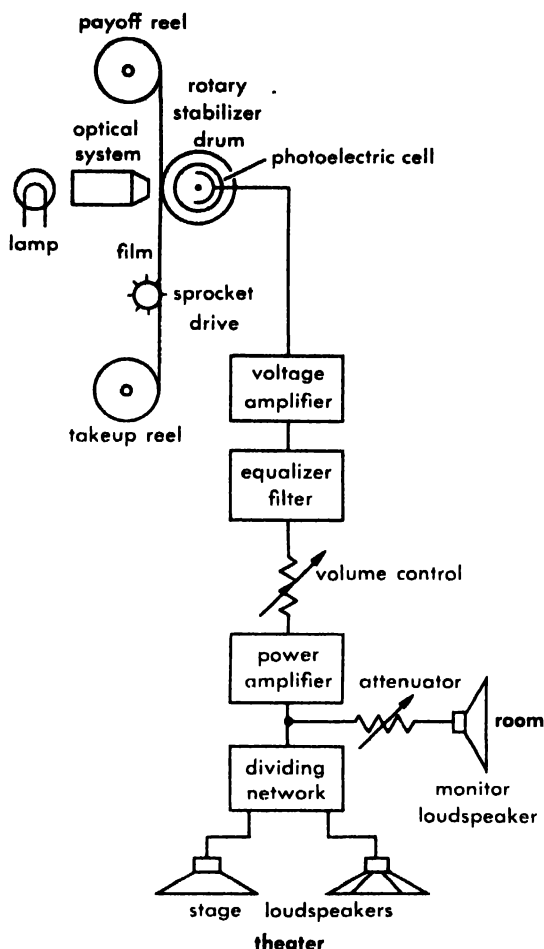 payoff reel
rotary
stabilizer
drum
optical
system
photoelectric cell
lamp
film
sprocket
drive
takeup reel
voltage
amplifier
equalizer
filter
volume control
power
amplifier
attenuator
room
dividing
network
monitor
loudspeaker
stage loudspeakers
theater